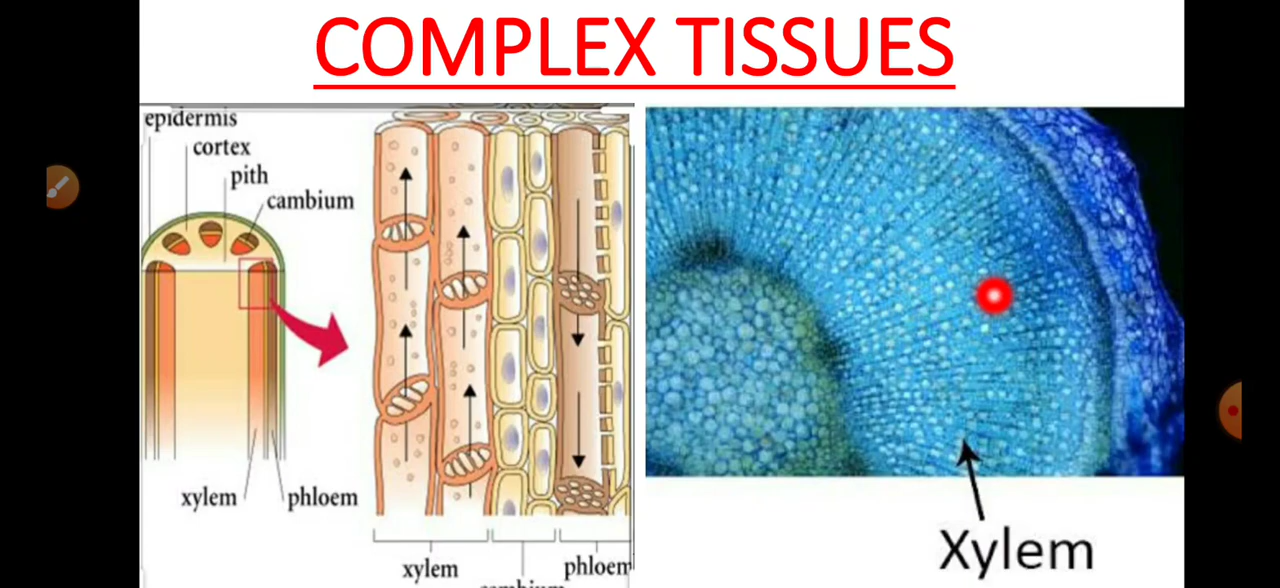 COMPLEX TISSUES
epidermis
cortex
pith
cambium
xylem
phloem
xylem
phloem
Xylem